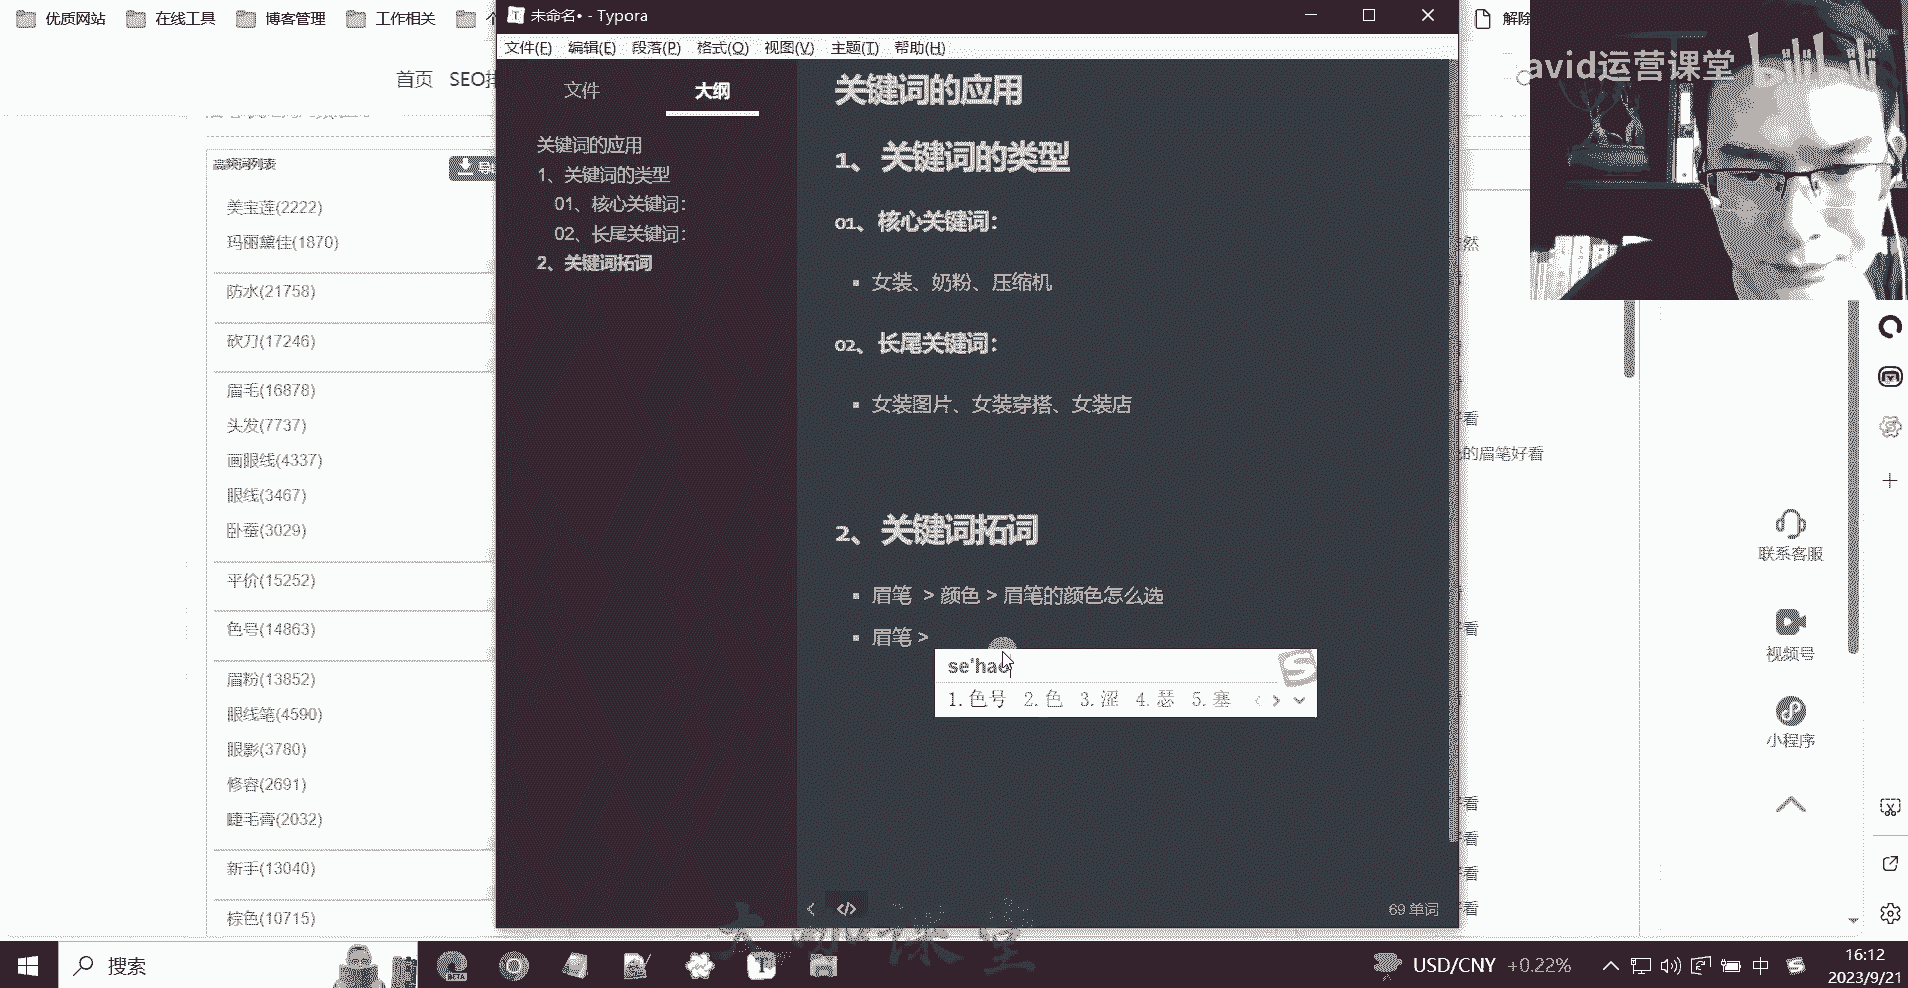 优质网站 在线工具 博客管理 工作相关
未命名• - Typora
解除
文件(F) 编辑(E) 段落(P) 格式(O) 视图(V) 主题(T) 帮助(H)
avid运营课堂 bilibili
首页
文件 大纲
关键词的应用
1、关键词的类型
01、核心关键词：
02、长尾关键词：
2、关键词拓词
关键词的应用
1、 关键词的类型
01、核心关键词：
女装、奶粉、压缩机
02、长尾关键词：
女装图片、女装穿搭、女装店
2、 关键词拓词
眉笔 > 颜色 > 眉笔的颜色怎么选
眉笔 >
se'hao
1.色号 2.色 3.涩 4.瑟 5.塞
69 单词
高频词列表
美宝莲(2222)
玛丽黛佳(1870)
防水(21758)
砍刀(17246)
眉毛(16878)
头发(7737)
画眼线(4337)
眼线(3467)
卧蚕(3029)
平价(15252)
色号(14863)
眉粉(13852)
眼线笔(4590)
眼影(3780)
修容(2691)
睫毛膏(2032)
新手(13040)
棕色(10715)
然
看
的眉笔好看
看
看
看
看
看
联系客服
视频号
小程序
大咖课堂
搜索
USD/CNY +0.22%
中
16:12
2023/9/21